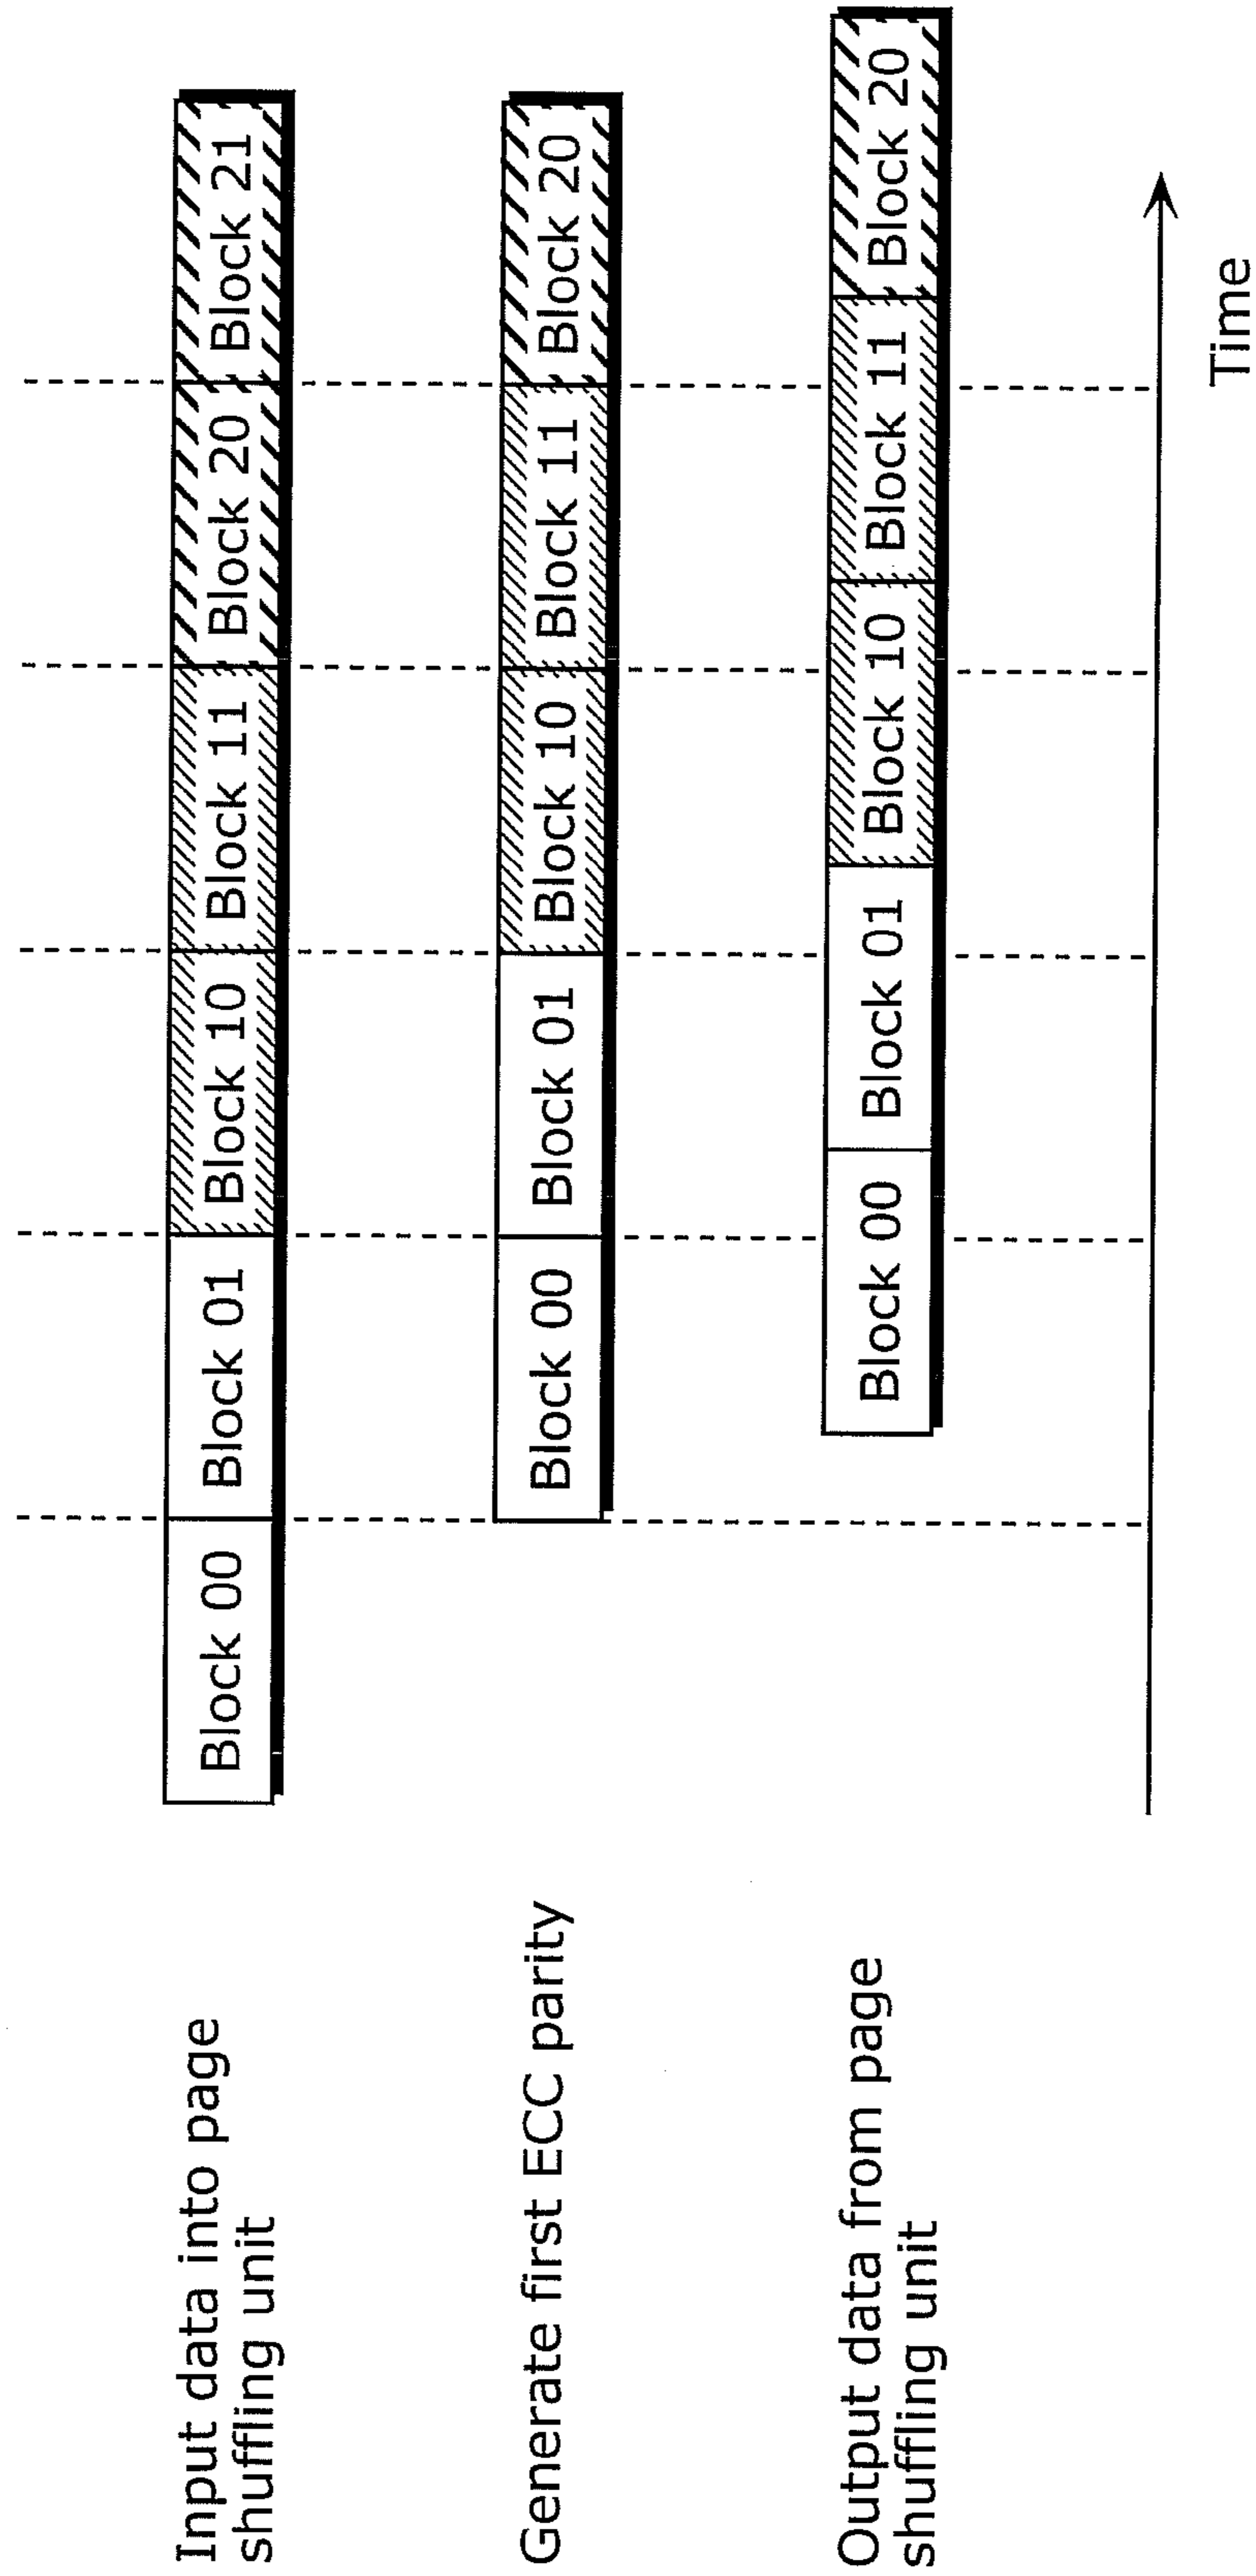 Input data into page
shuffling unit
Block 00
Block 01
Block 10
Block 11
Block 20
Block 21
Generate first ECC parity
Block 00
Block 01
Block 10
Block 11
Block 20
Output data from page
shuffling unit
Block 00
Block 01
Block 10
Block 11
Block 20
Time